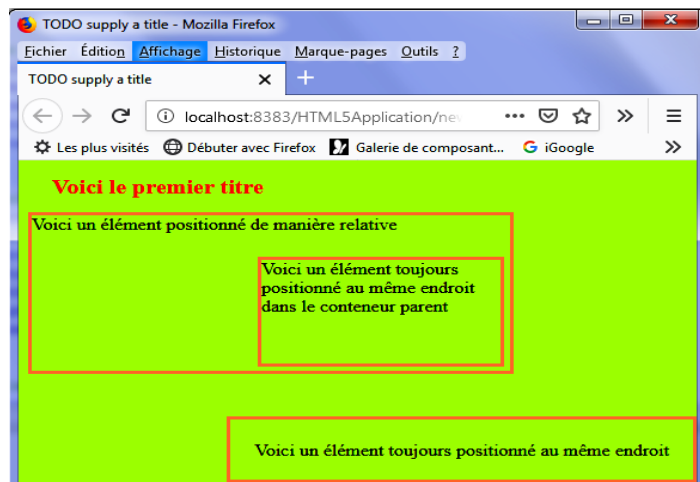 TODO supply a title - Mozilla Firefox
Fichier Édition Affichage Historique Marque-pages Outils ?
TODO supply a title
localhost:8383/HTML5Application/nev
Les plus visités Débuter avec Firefox Galerie de composant... G iGoogle
Voici le premier titre
Voici un élément positionné de manière relative
Voici un élément toujours
positionné au même endroit
dans le conteneur parent
Voici un élément toujours positionné au même endroit